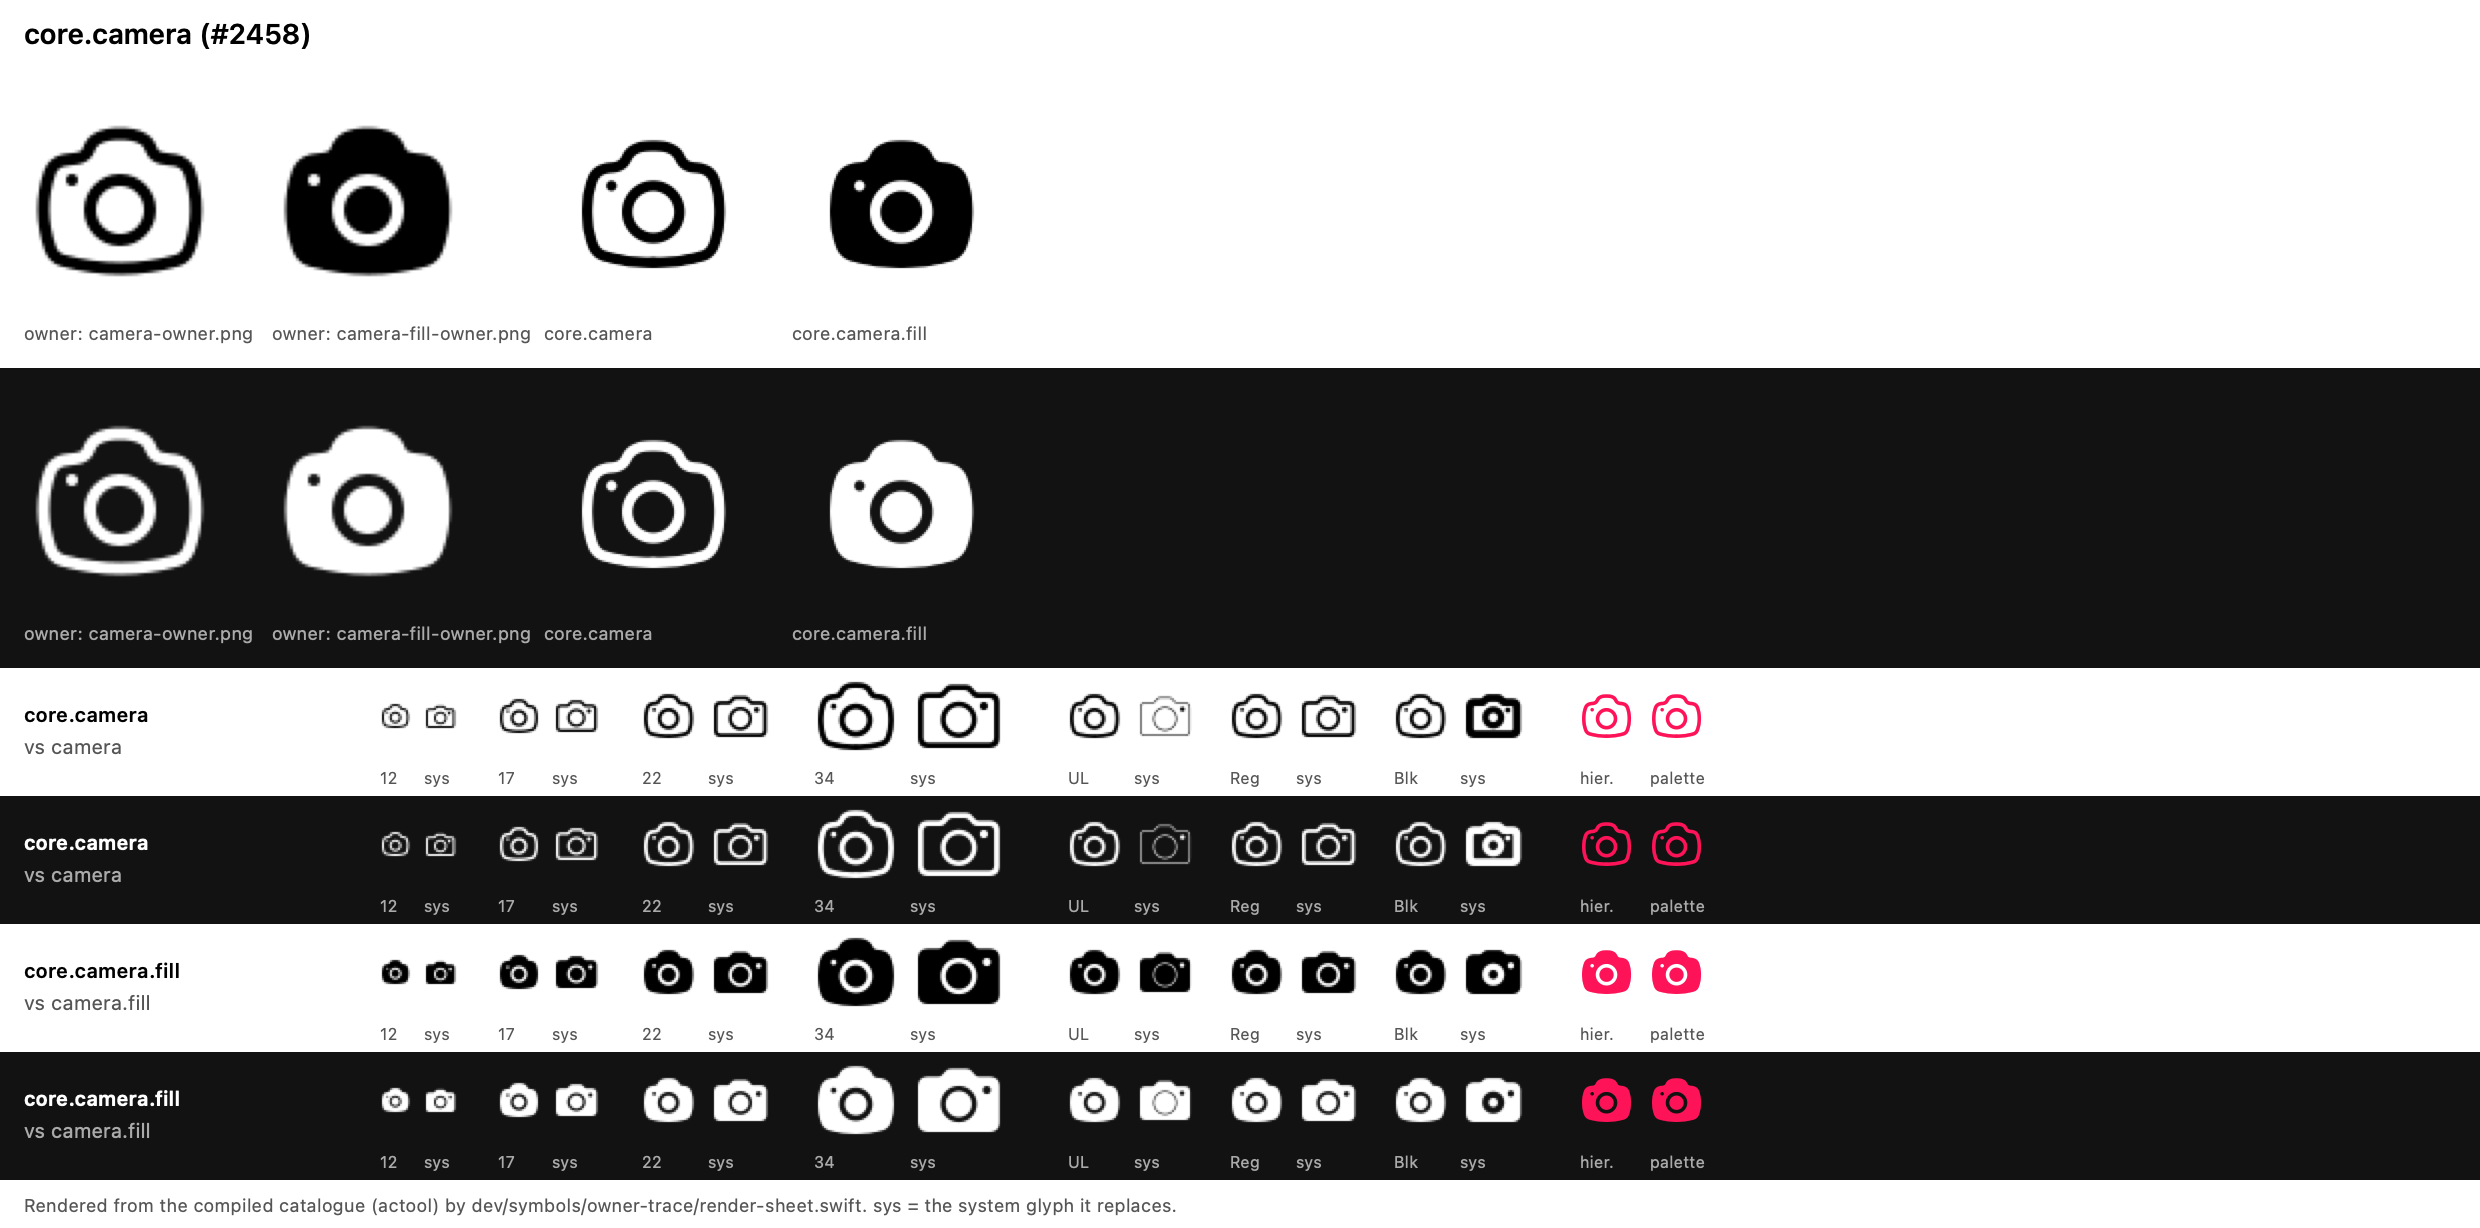 core.camera (#2458)
owner: camera-owner.png owner: camera-fill-owner.png core.camera core.camera.fill
owner: camera-owner.png owner: camera-fill-owner.png core.camera core.camera.fill
core.camera
vs camera
12 sys 17 sys 22 sys 34 sys UL sys Reg sys Blk sys hier. palette
core.camera
vs camera
12 sys 17 sys 22 sys 34 sys UL sys Reg sys Blk sys hier. palette
core.camera.fill
vs camera.fill
12 sys 17 sys 22 sys 34 sys UL sys Reg sys Blk sys hier. palette
core.camera.fill
vs camera.fill
12 sys 17 sys 22 sys 34 sys UL sys Reg sys Blk sys hier. palette
Rendered from the compiled catalogue (actool) by dev/symbols/owner-trace/render-sheet.swift. sys = the system glyph it replaces.